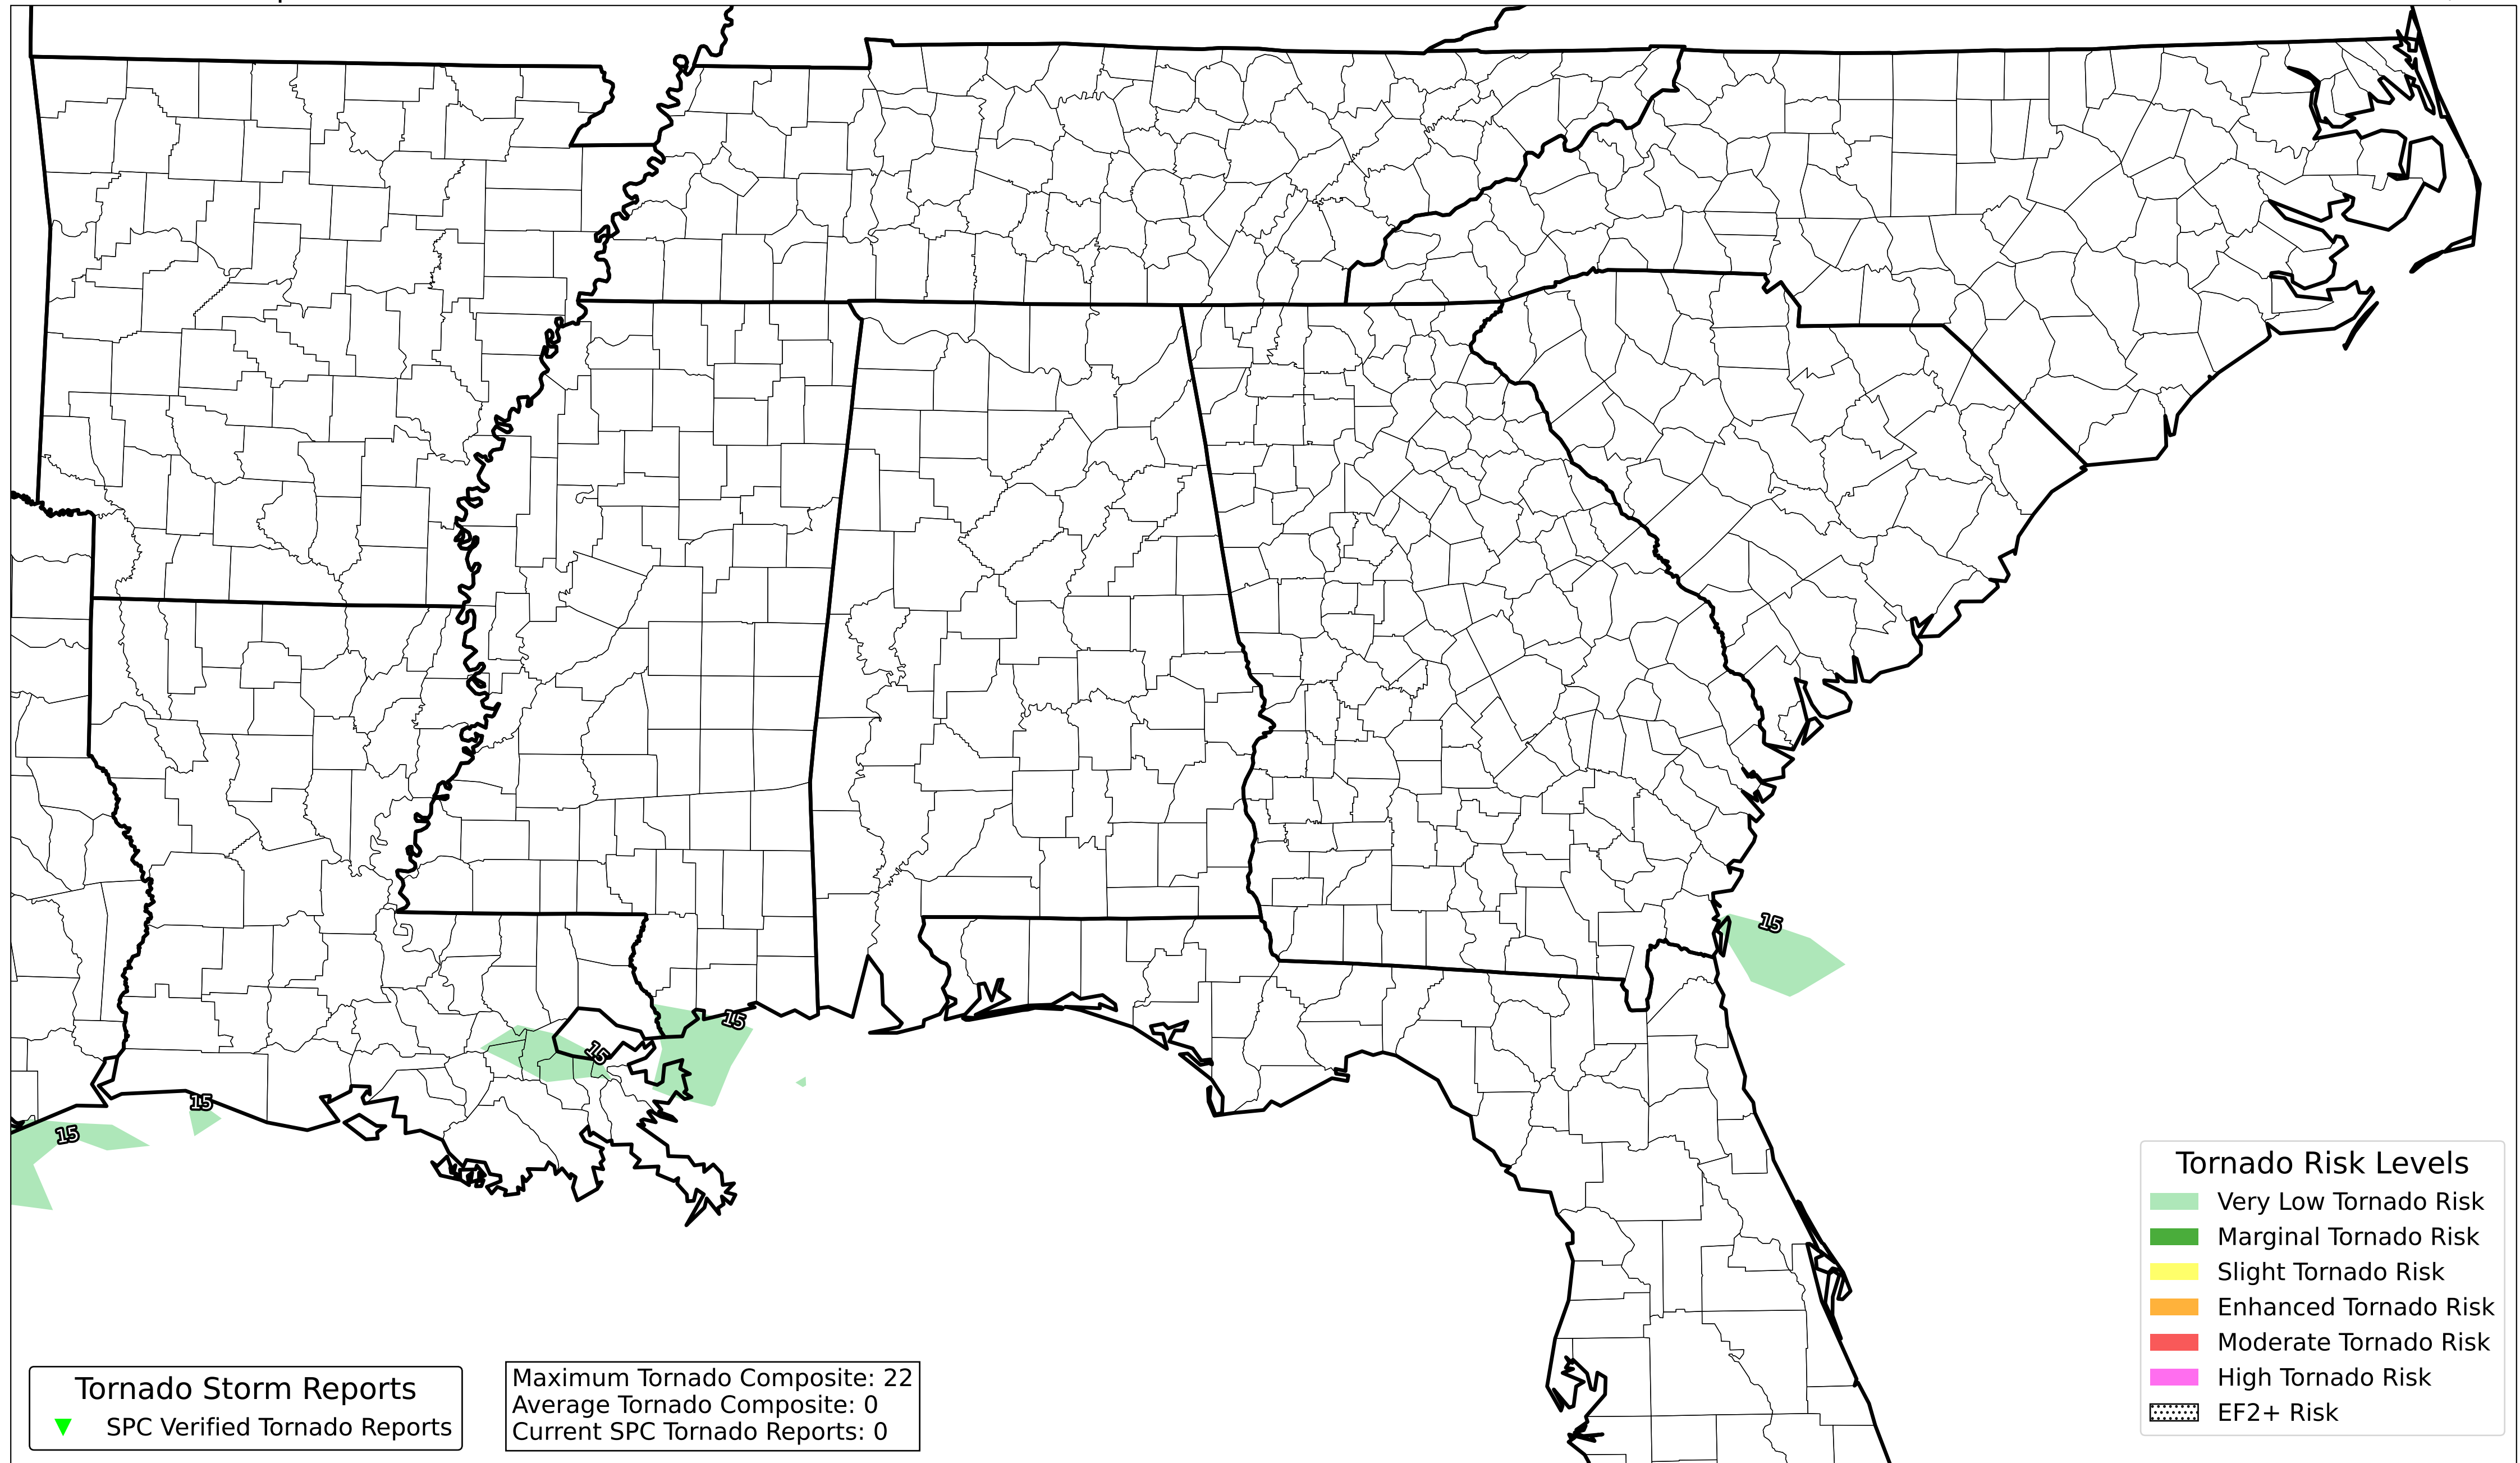 15
15
15
15
15
Tornado Risk Levels
Very Low Tornado Risk
Marginal Tornado Risk
Slight Tornado Risk
Enhanced Tornado Risk
Moderate Tornado Risk
High Tornado Risk
EF2+ Risk
Tornado Storm Reports
SPC Verified Tornado Reports
Maximum Tornado Composite: 22
Average Tornado Composite: 0
Current SPC Tornado Reports: 0